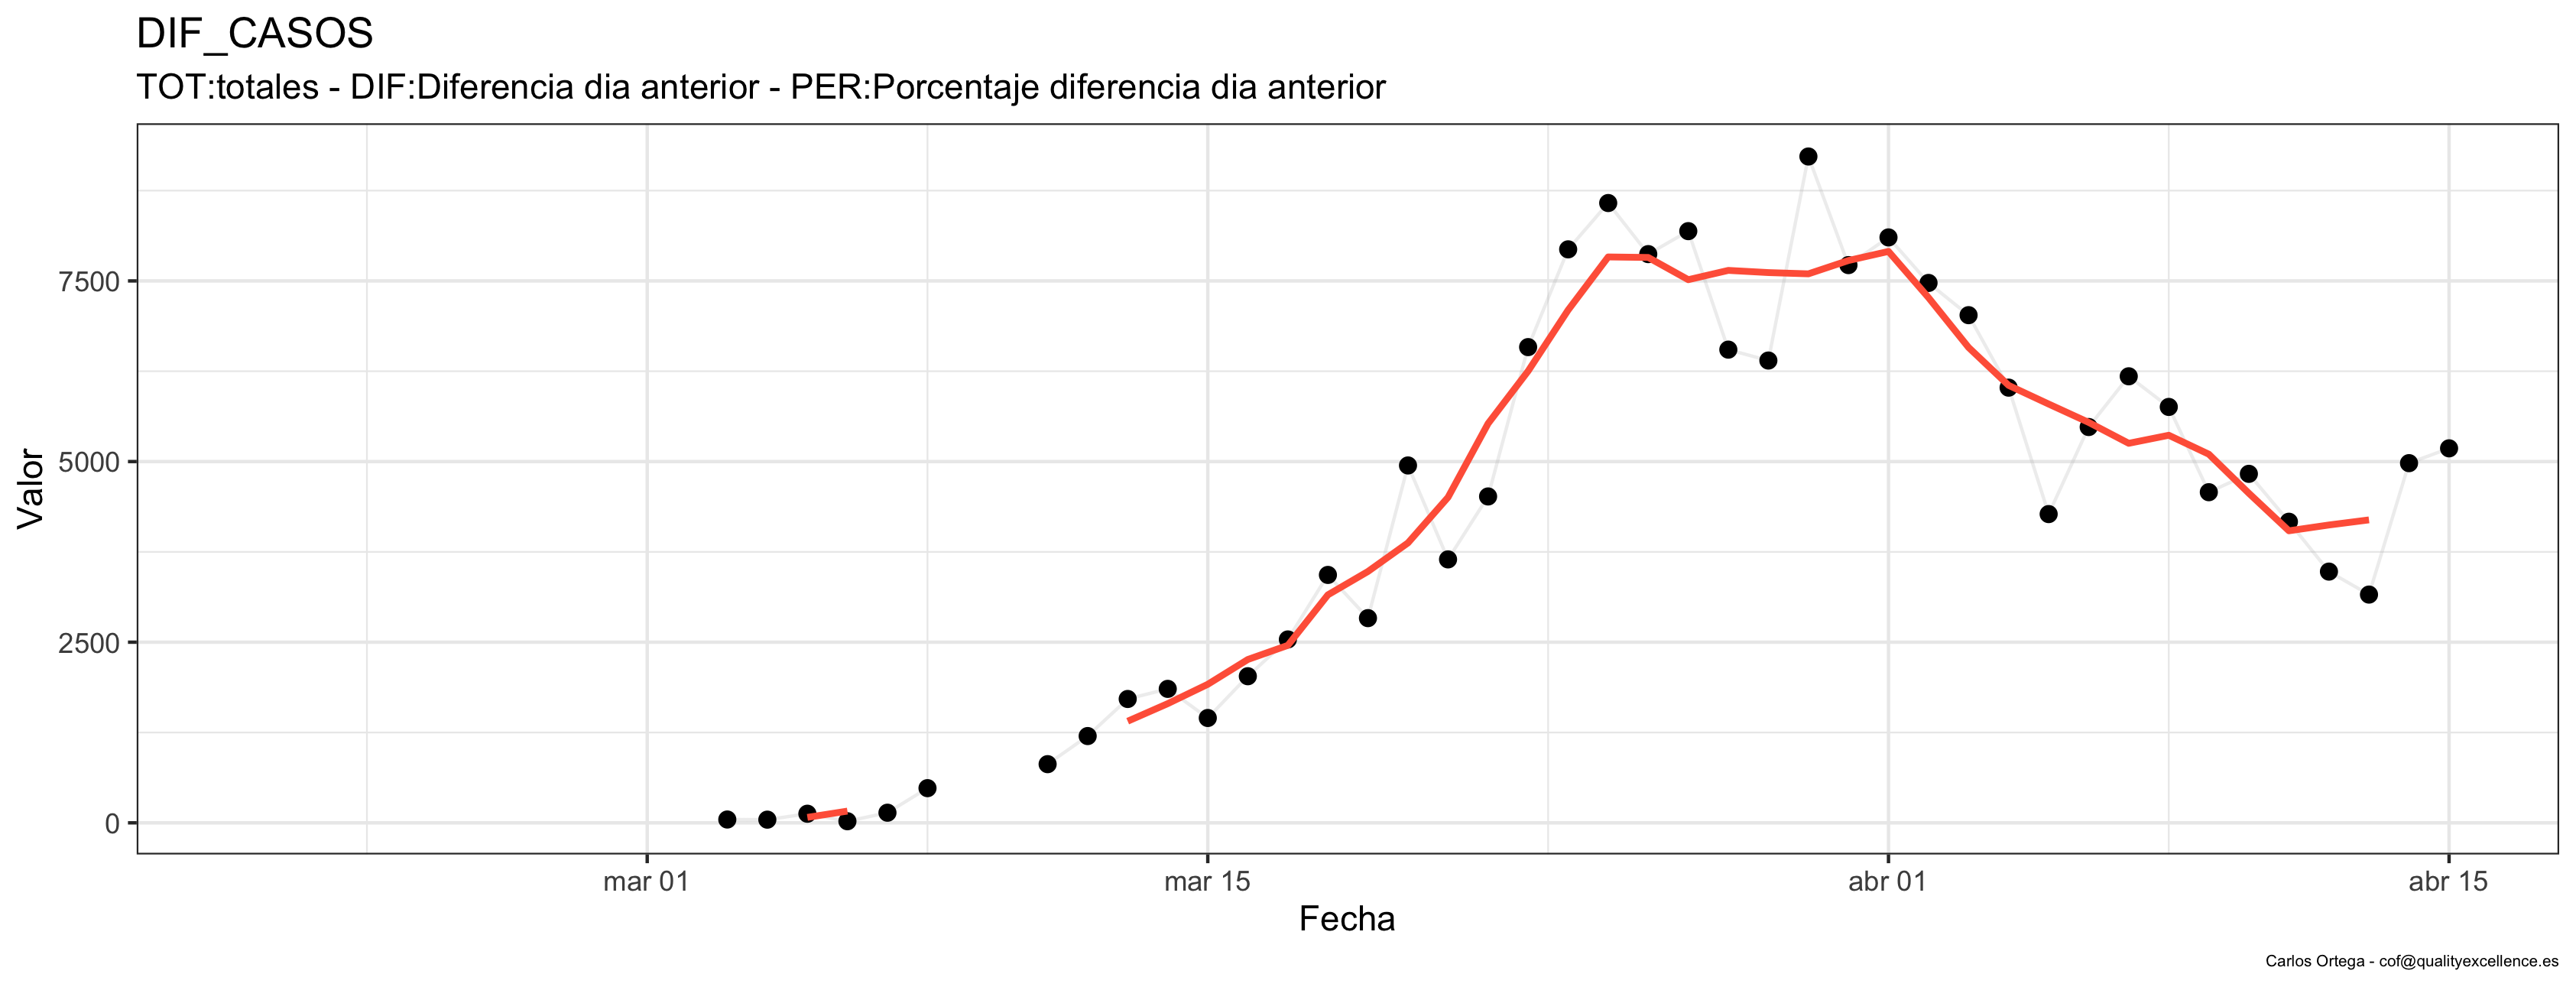 DIF_CASOS
TOT:totales - DIF:Diferencia dia anterior - PER:Porcentaje diferencia dia anterior
7500
5000
2500
0
Valor
mar 01
mar 15
abr 01
abr 15
Fecha
Carlos Ortega - cof@qualityexcellence.es